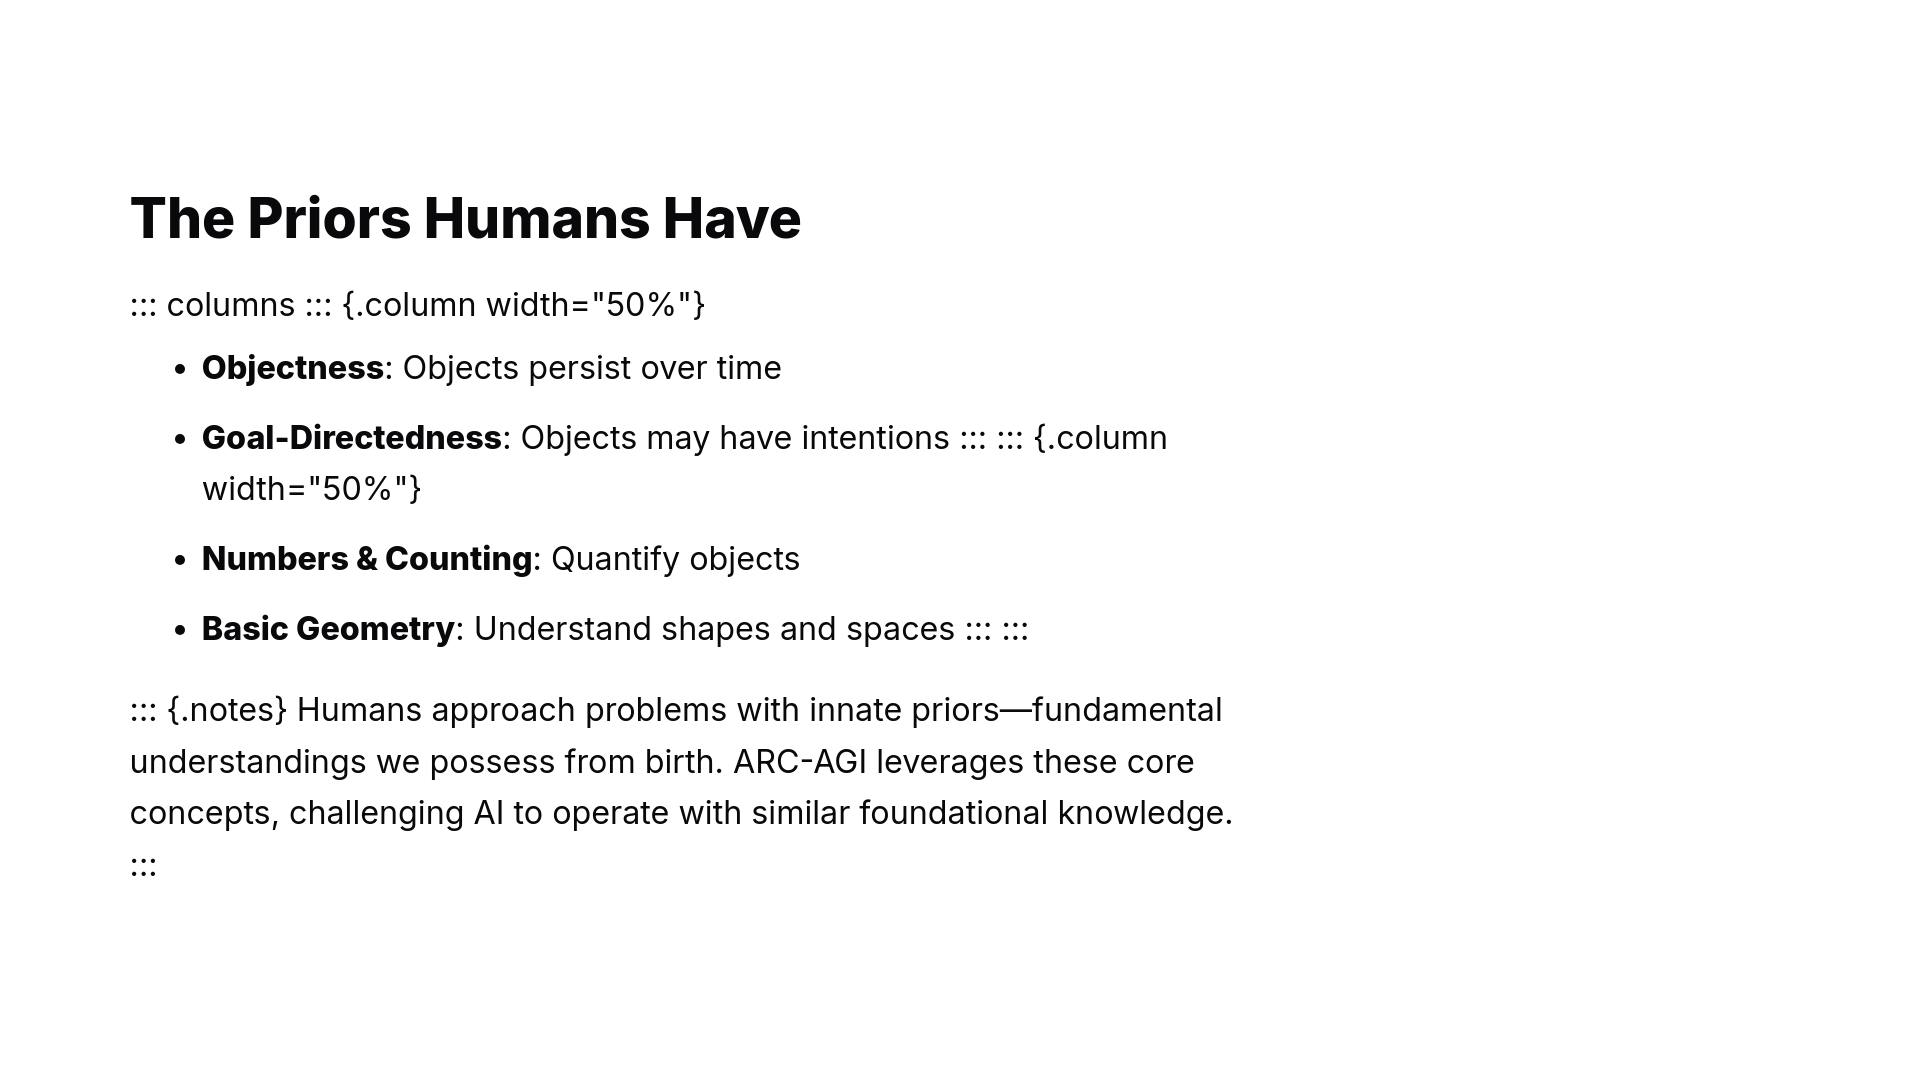 The Priors Humans Have
::: columns ::: {.column width="50%"}
• Objectness: Objects persist over time
• Goal-Directedness: Objects may have intentions ::: ::: {.column
width="50%"}
• Numbers & Counting: Quantify objects
• Basic Geometry: Understand shapes and spaces ::: :::
::: {.notes} Humans approach problems with innate priors—fundamental
understandings we possess from birth. ARC-AGI leverages these core
concepts, challenging AI to operate with similar foundational knowledge.
:::